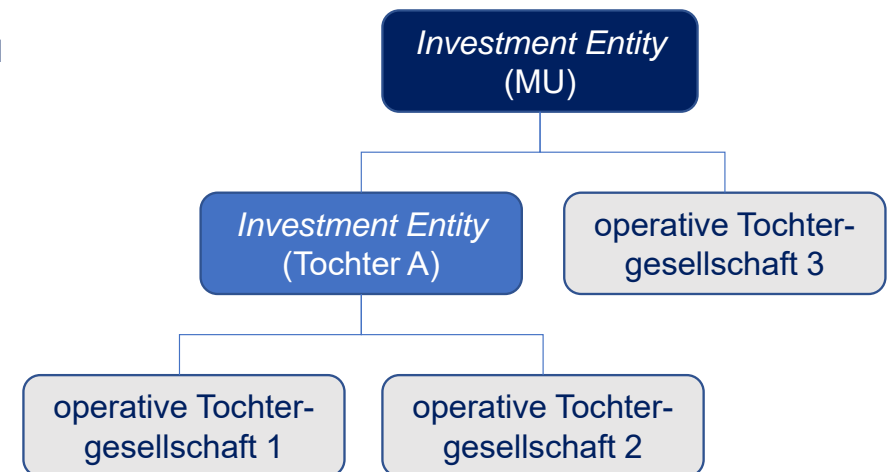 Investment Entity
(MU)
Investment Entity
(Tochter A)
operative Tochter-
gesellschaft 3
operative Tochter-
gesellschaft 1
operative Tochter-
gesellschaft 2